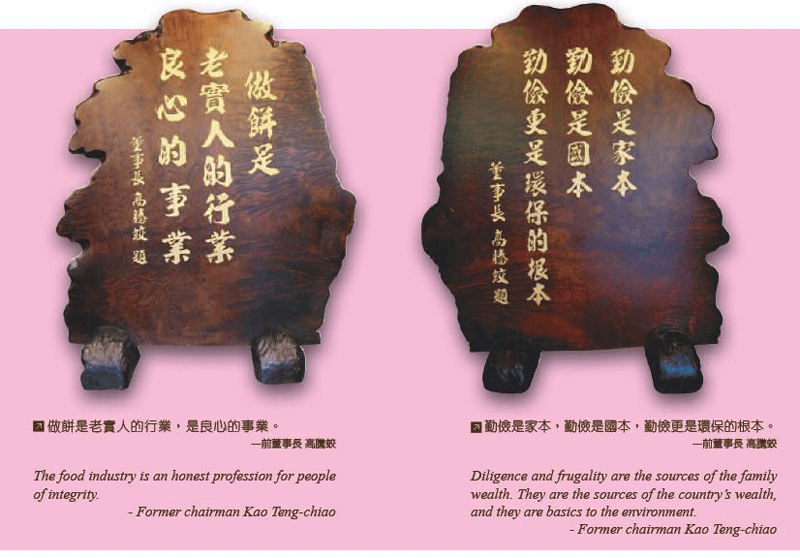 做餅是
老實人的行業
良心的事業
董事長 高騰蛟 題
勤儉是家本
勤儉是國本
勤儉更是環保的根本
董事長 高騰蛟 題
做餅是老實人的行業，是良心的事業。
—前董事長 高騰蛟
The food industry is an honest profession for people
of integrity.
- Former chairman Kao Teng-chiao
勤儉是家本，勤儉是國本，勤儉更是環保的根本。
—前董事長 高騰蛟
Diligence and frugality are the sources of the family
wealth. They are the sources of the country's wealth,
and they are basics to the environment.
- Former chairman Kao Teng-chiao